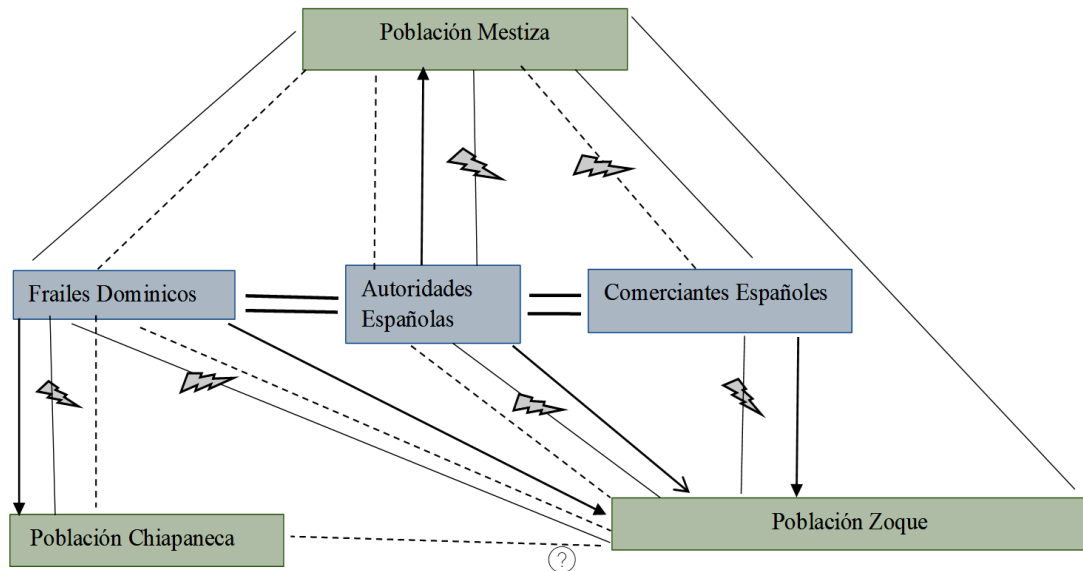 Población Mestiza
Frailes Dominicos
Autoridades
Españolas
Comerciantes Españoles
Población Chiapaneca
Población Zoque
?